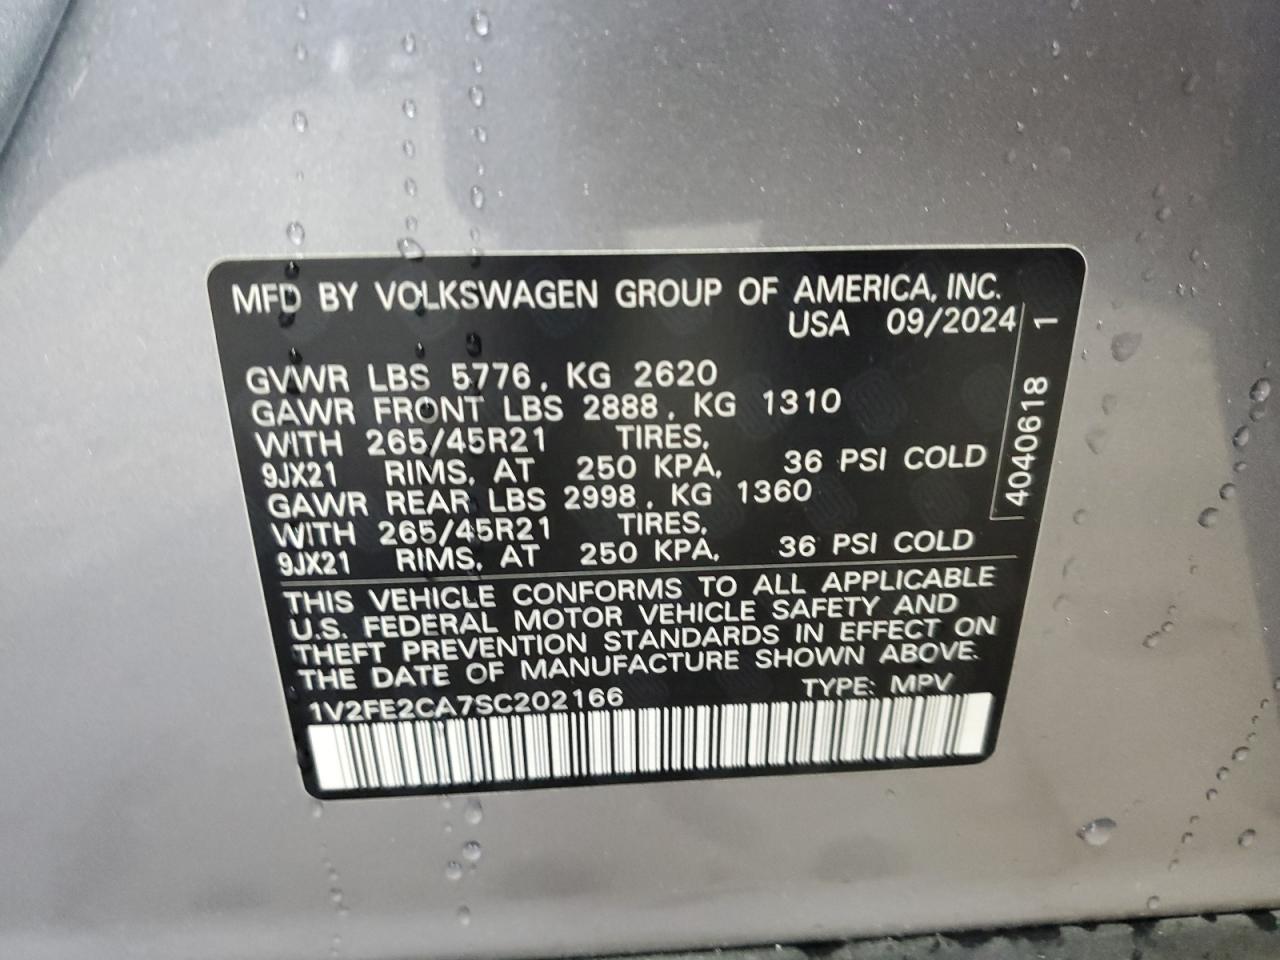 MFD BY VOLKSWAGEN GROUP OF AMERICA, INC.
USA 09/2024
GVWR LBS 5776, KG 2620
GAWR FRONT LBS 2888, KG 1310
WITH 265/45R21 TIRES,
9JX21 RIMS, AT 250 KPA, 36 PSI COLD
GAWR REAR LBS 2998, KG 1360
WITH 265/45R21 TIRES,
9JX21 RIMS, AT 250 KPA, 36 PSI COLD
THIS VEHICLE CONFORMS TO ALL APPLICABLE
U.S. FEDERAL MOTOR VEHICLE SAFETY AND
THEFT PREVENTION STANDARDS IN EFFECT ON
THE DATE OF MANUFACTURE SHOWN ABOVE.
1V2FE2CA7SC202166 TYPE: MPV
4040618 1